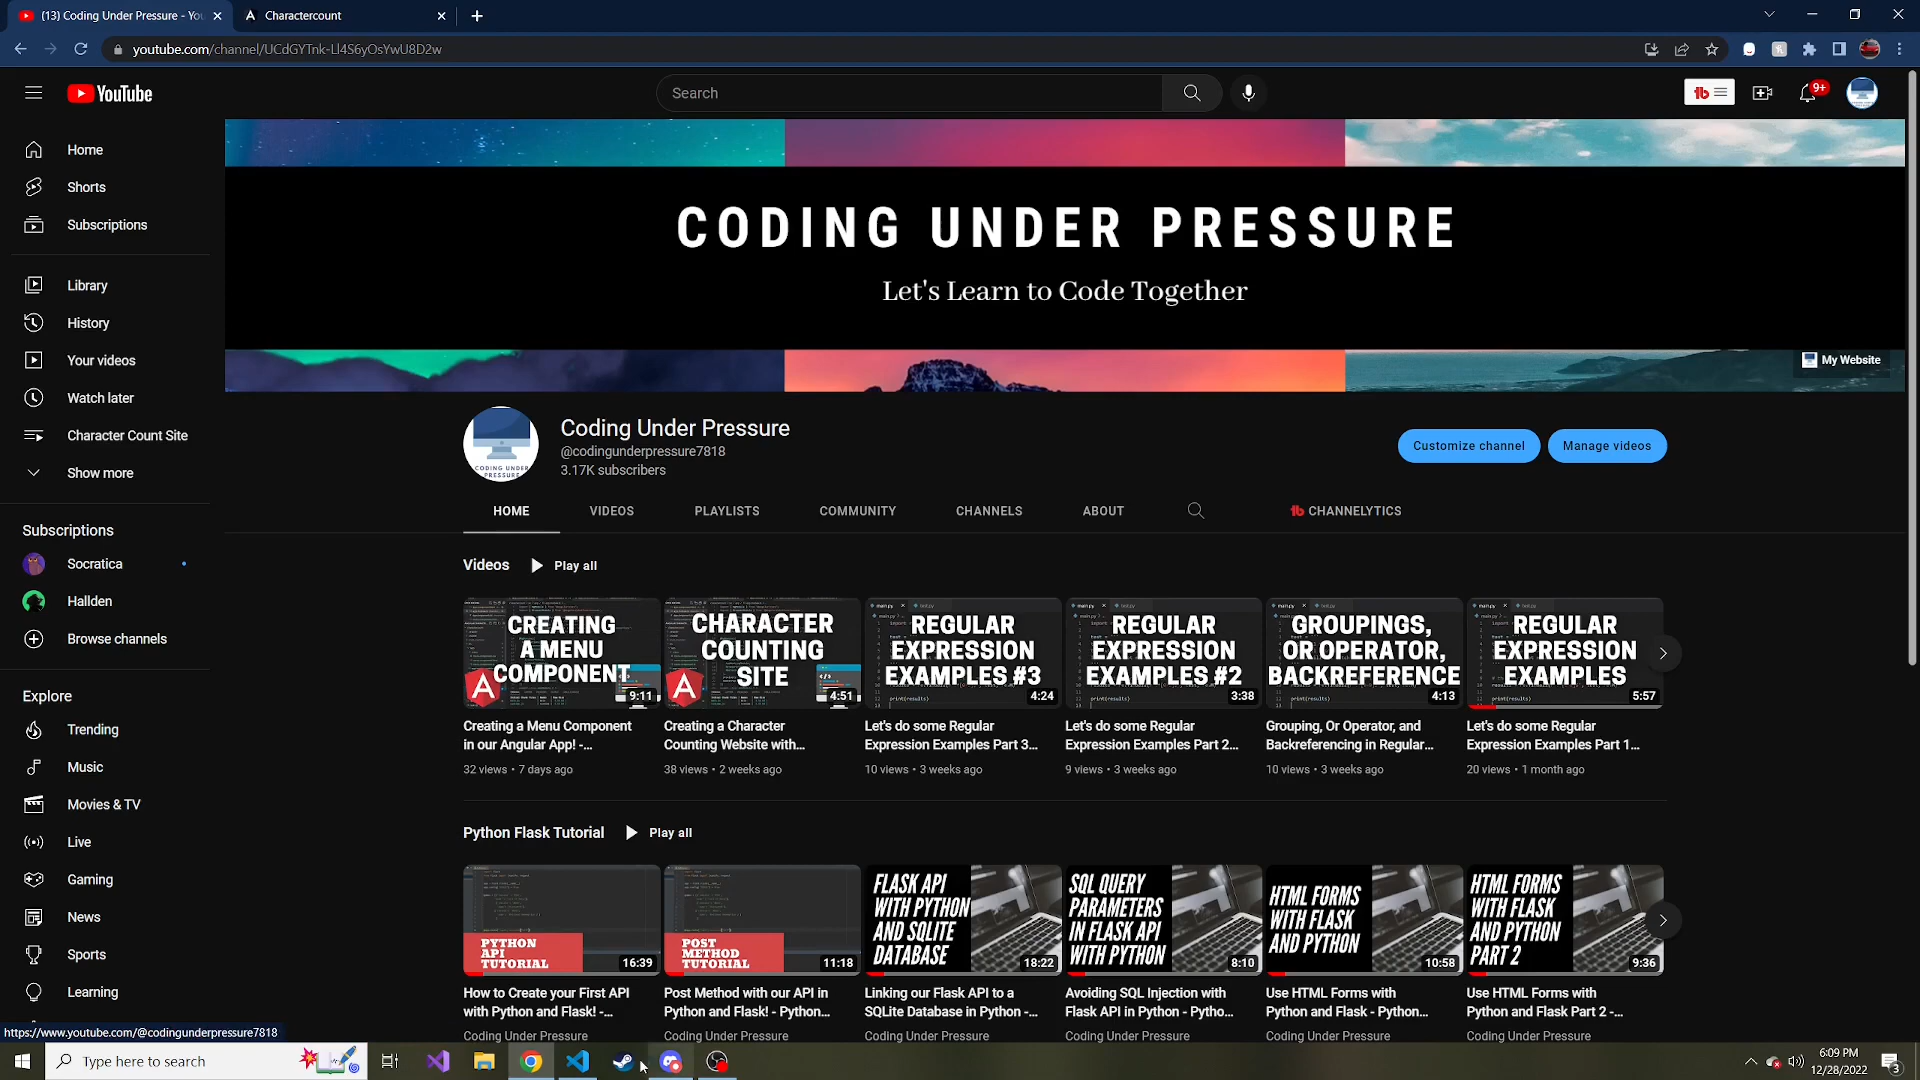 (13) Coding Under Pressure - You
Charactercount
youtube.com/channel/UCdGYTnk-Ll4S6yOsYwU8D2w
YouTube
Search
9+
Home
Shorts
Subscriptions
Library
History
Your videos
Watch later
Character Count Site
Show more
Subscriptions
Socratica
Hallden
Browse channels
Explore
Trending
Music
Movies & TV
Live
Gaming
News
Sports
Learning
CODING UNDER PRESSURE
Let's Learn to Code Together
My Website
CODING UNDER
PRESSURE
Coding Under Pressure
@codingunderpressure7818
3.17K subscribers
Customize channel
Manage videos
HOME
VIDEOS
PLAYLISTS
COMMUNITY
CHANNELS
ABOUT
CHANNELYTICS
Videos
Play all
CREATING
A MENU
COMPONENT
9:11
Creating a Menu Component
in our Angular App! -...
32 views • 7 days ago
CHARACTER
COUNTING
SITE
4:51
Creating a Character
Counting Website with...
38 views • 2 weeks ago
REGULAR
EXPRESSION
EXAMPLES #3
4:24
Let's do some Regular
Expression Examples Part 3...
10 views • 3 weeks ago
REGULAR
EXPRESSION
EXAMPLES #2
3:38
Let's do some Regular
Expression Examples Part 2...
9 views • 3 weeks ago
GROUPINGS,
OR OPERATOR,
BACKREFERENCE
4:13
Grouping, Or Operator, and
Backreferencing in Regular...
10 views • 3 weeks ago
REGULAR
EXPRESSION
EXAMPLES
5:57
Let's do some Regular
Expression Examples Part 1...
20 views • 1 month ago
Python Flask Tutorial
Play all
PYTHON
API
TUTORIAL
16:39
How to Create your First API
with Python and Flask! -...
Coding Under Pressure
POST
METHOD
TUTORIAL
11:18
Post Method with our API in
Python and Flask! - Python...
Coding Under Pressure
FLASK API
WITH PYTHON
AND SQLITE
DATABASE
18:22
Linking our Flask API to a
SQLite Database in Python -...
Coding Under Pressure
SQL QUERY
PARAMETERS
IN FLASK API
WITH PYTHON
8:10
Avoiding SQL Injection with
Flask API in Python - Pytho...
Coding Under Pressure
HTML FORMS
WITH FLASK
AND PYTHON
10:58
Use HTML Forms with
Python and Flask - Python...
Coding Under Pressure
HTML FORMS
WITH FLASK
AND PYTHON
PART 2
9:36
Use HTML Forms with
Python and Flask Part 2 -...
Coding Under Pressure
https://www.youtube.com/@codingunderpressure7818
Type here to search
6:09 PM
12/28/2022
3